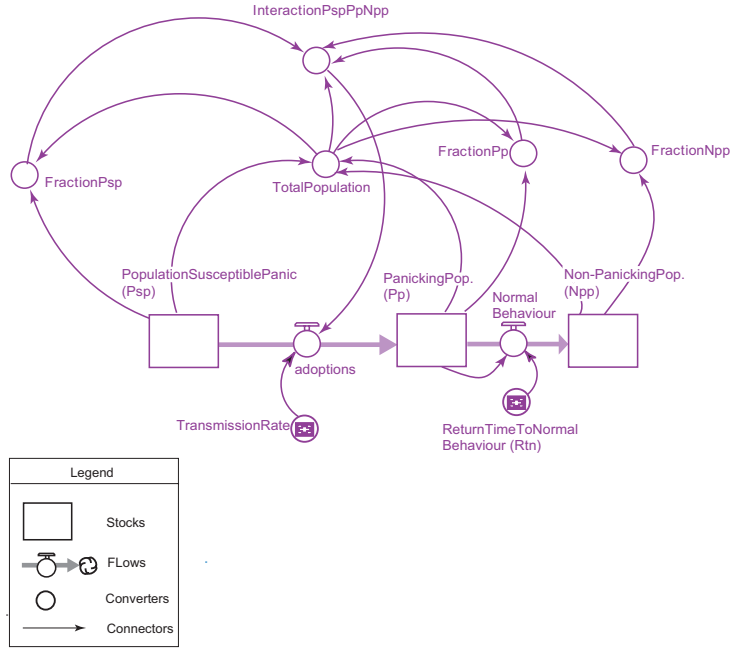 InteractionPspPpNpp
FractionPp
FractionNpp
FractionPsp
TotalPopulation
PopulationSusceptiblePanic
(Psp)
PanickingPop.
(Pp)
Normal
Behaviour
Non-PanickingPop.
(Npp)
adoptions
TransmissionRate
ReturnTimeToNormal
Behaviour (Rtn)
Legend
Stocks
FLows
Converters
Connectors